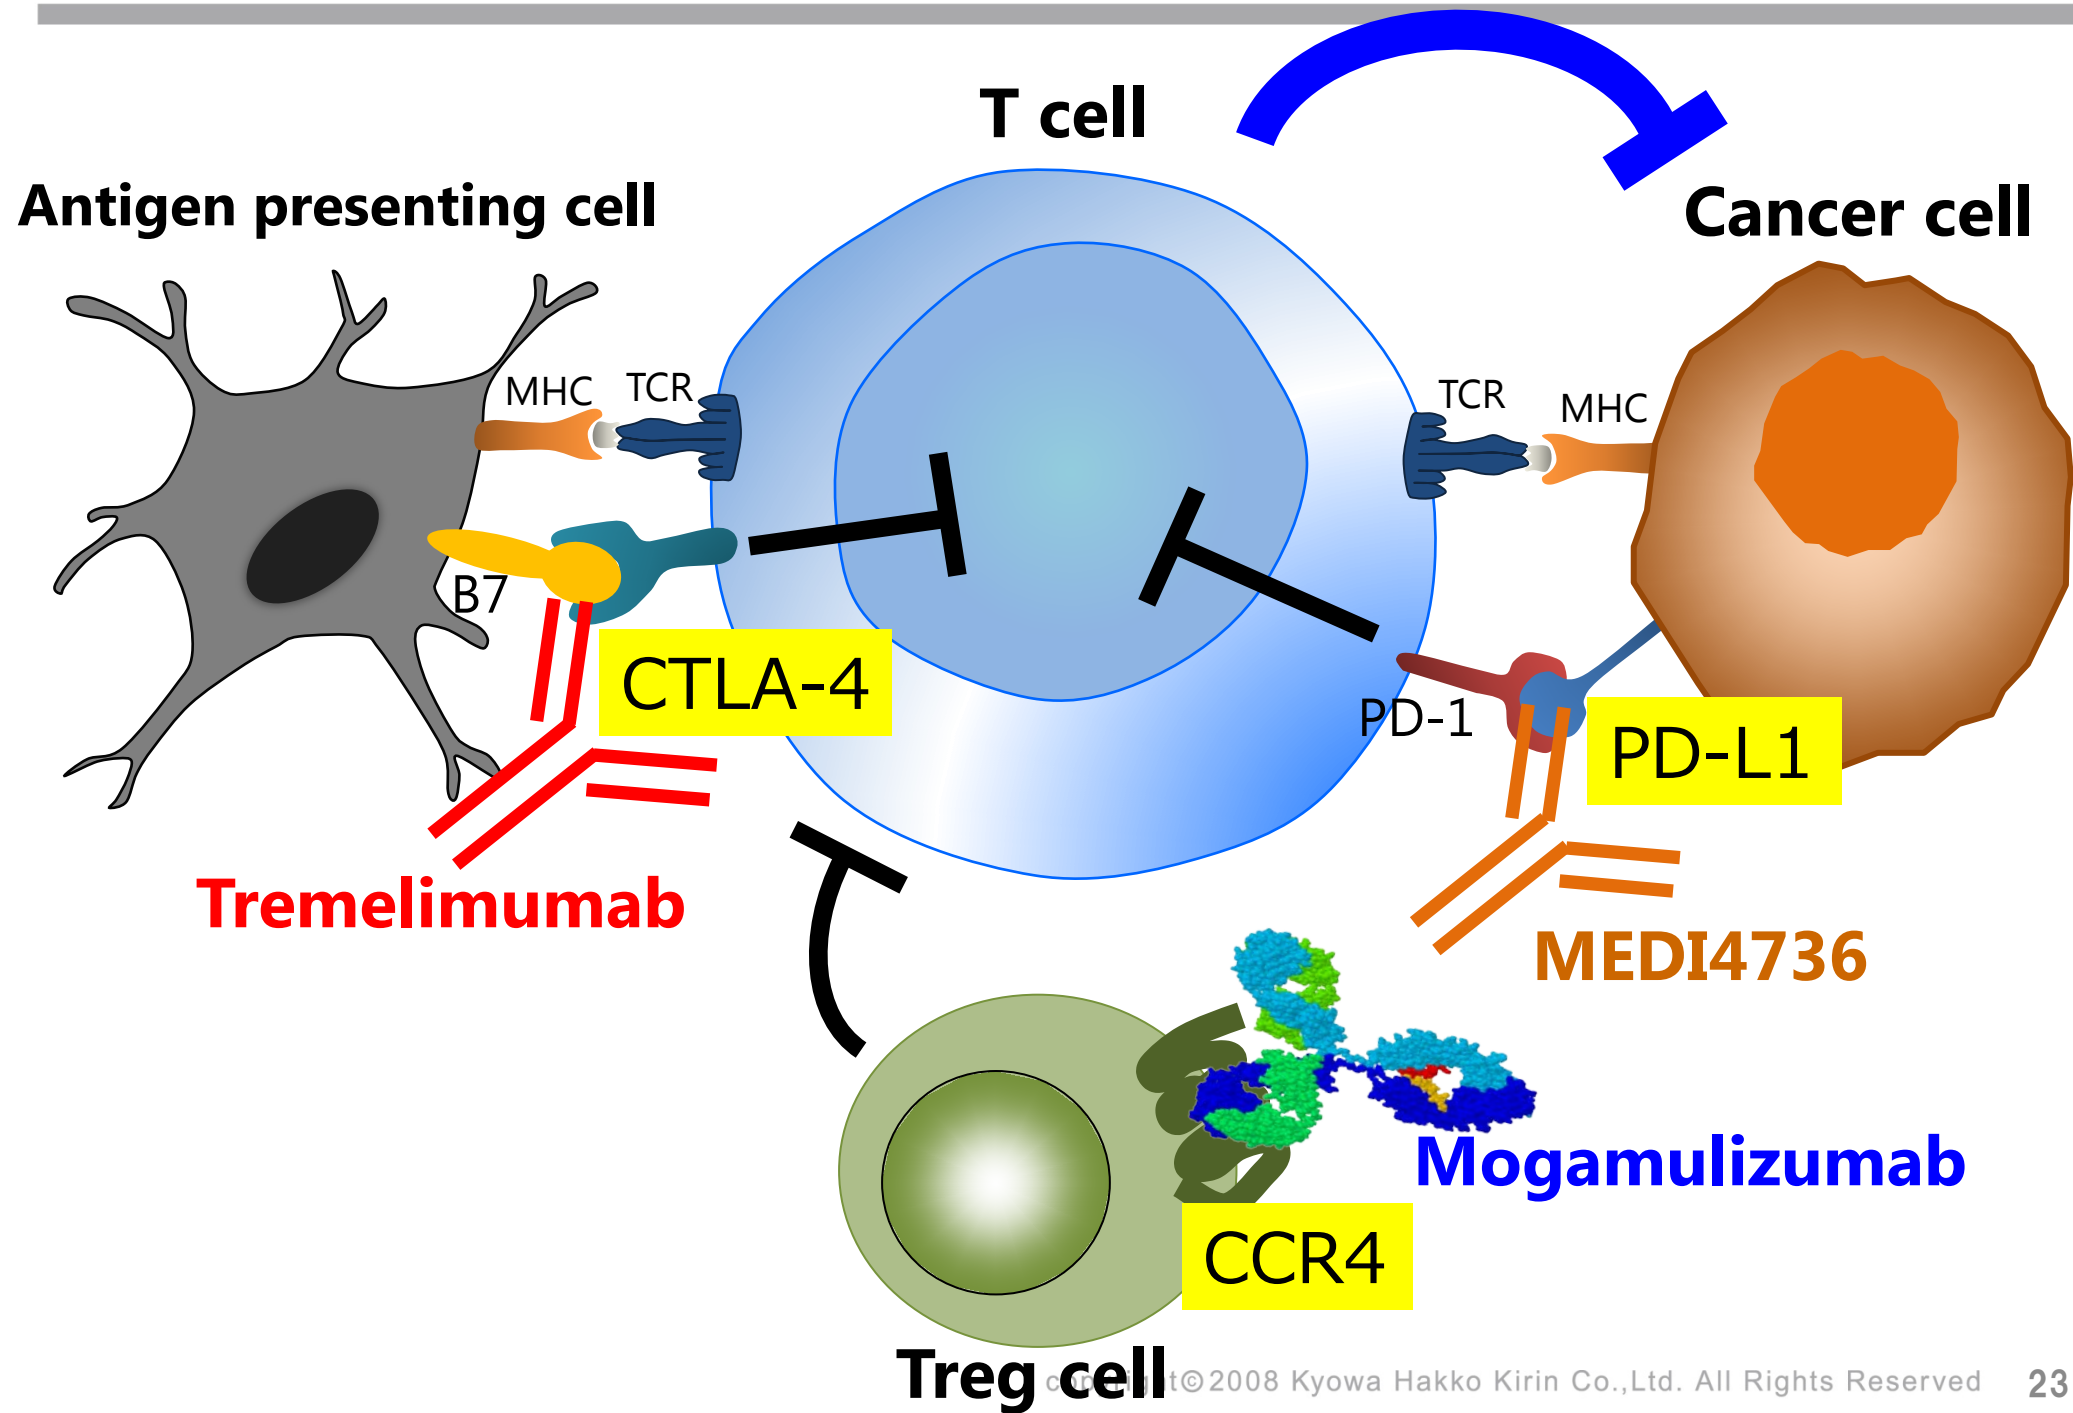 T cell
Antigen presenting cell
Cancer cell
MHC
TCR
TCR
MHC
B7
CTLA-4
PD-1
PD-L1
Tremelimumab
MEDI4736
Mogamulizumab
CCR4
Treg cell
copyright©2008 Kyowa Hakko Kirin Co.,Ltd. All Rights Reserved
23